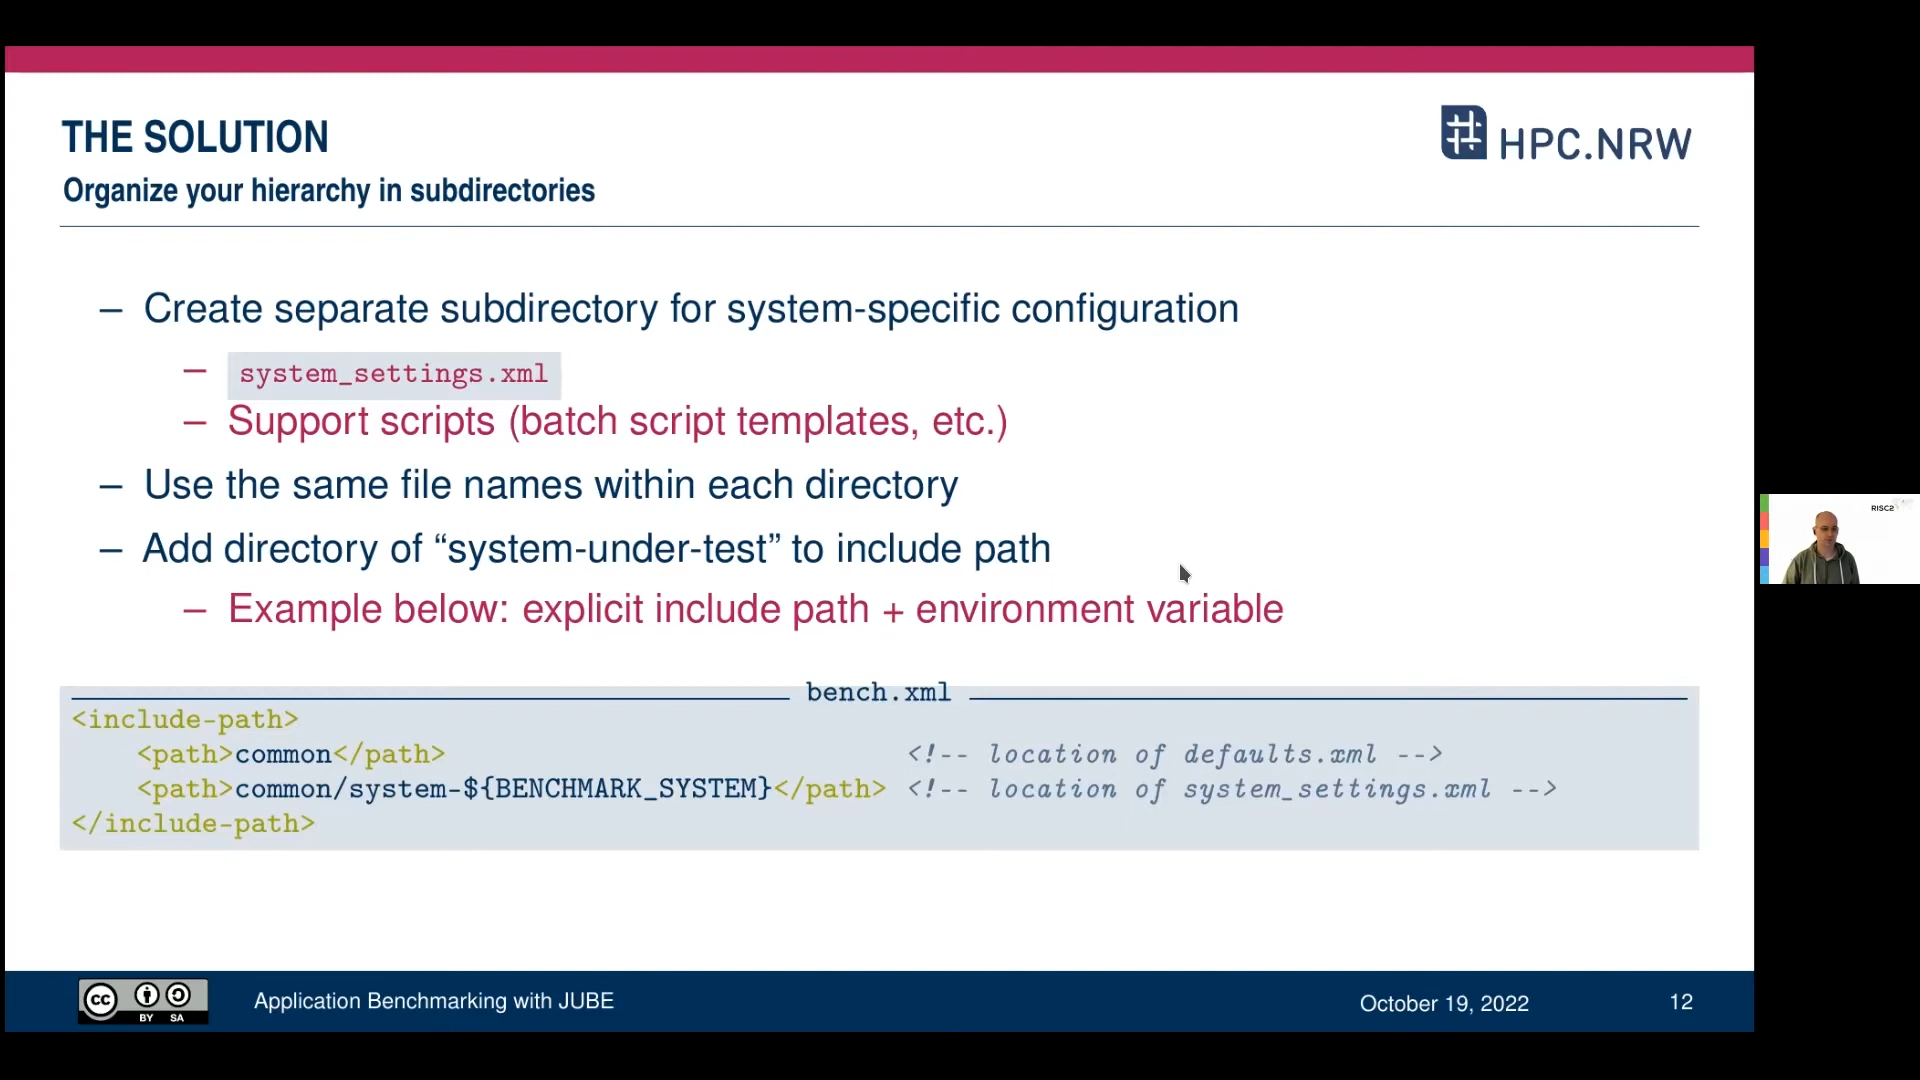 THE SOLUTION
HPC.NRW
Organize your hierarchy in subdirectories
– Create separate subdirectory for system-specific configuration
– system_settings.xml
– Support scripts (batch script templates, etc.)
– Use the same file names within each directory
– Add directory of “system-under-test” to include path
– Example below: explicit include path + environment variable
bench.xml
<include-path>
<path>common</path> <!-- location of defaults.xml -->
<path>common/system-${BENCHMARK_SYSTEM}</path> <!-- location of system_settings.xml -->
</include-path>
RISC2
cc BY SA
Application Benchmarking with JUBE
October 19, 2022
12